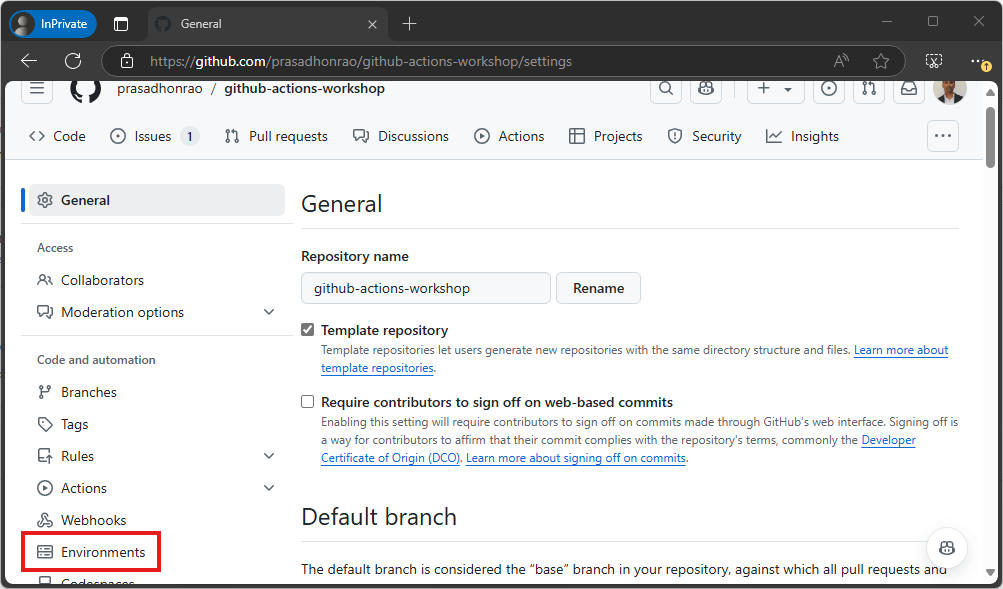 InPrivate
General
https://github.com/prasadhonrao/github-actions-workshop/settings
prasadhonrao / github-actions-workshop
Code
Issues 1
Pull requests
Discussions
Actions
Projects
Security
Insights
General
Access
Collaborators
Moderation options
Code and automation
Branches
Tags
Rules
Actions
Webhooks
Environments
Codespaces
General
Repository name
github-actions-workshop
Rename
Template repository
Template repositories let users generate new repositories with the same directory structure and files. Learn more about
template repositories.
Require contributors to sign off on web-based commits
Enabling this setting will require contributors to sign off on commits made through GitHub's web interface. Signing off is
a way for contributors to affirm that their commit complies with the repository's terms, commonly the Developer
Certificate of Origin (DCO). Learn more about signing off on commits.
Default branch
The default branch is considered the “base” branch in your repository, against which all pull requests and